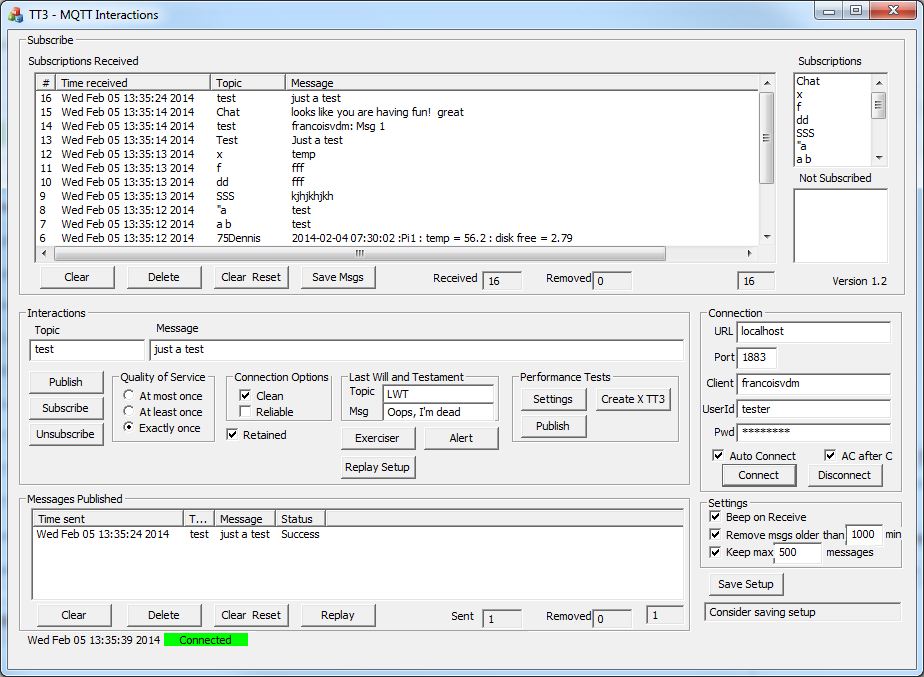 TT3 - MQTT Interactions
Subscribe
Subscriptions Received
Subscriptions
# Time received Topic Message
16 Wed Feb 05 13:35:24 2014 test just a test
15 Wed Feb 05 13:35:14 2014 Chat looks like you are having fun! great
14 Wed Feb 05 13:35:14 2014 test francoisvdm: Msg 1
13 Wed Feb 05 13:35:14 2014 Test Just a test
12 Wed Feb 05 13:35:13 2014 x temp
11 Wed Feb 05 13:35:13 2014 f fff
10 Wed Feb 05 13:35:13 2014 dd fff
9 Wed Feb 05 13:35:13 2014 SSS kjhjkhjkh
8 Wed Feb 05 13:35:12 2014 "a test
7 Wed Feb 05 13:35:12 2014 a b test
6 Wed Feb 05 13:35:12 2014 75Dennis 2014-02-04 07:30:02 :Pi1 : temp = 56.2 : disk free = 2.79
Chat
x
f
dd
SSS
"a
a b
Not Subscribed
Clear Delete Clear Reset Save Msgs Received 16 Removed 0 16 Version 1.2
Interactions
Topic Message
test just a test
Publish
Subscribe
Unsubscribe
Quality of Service
At most once
At least once
Exactly once
Connection Options
Clean
Reliable
Retained
Last Will and Testament
Topic LWT
Msg Oops, I'm dead
Exerciser Alert
Replay Setup
Performance Tests
Settings Create X TT3
Publish
Connection
URL localhost
Port 1883
Client francoisvdm
UserId tester
Pwd ********
Auto Connect AC after C
Connect Disconnect
Messages Published
Time sent T... Message Status
Wed Feb 05 13:35:24 2014 test just a test Success
Clear Delete Clear Reset Replay Sent 1 Removed 0 1
Settings
Beep on Receive
Remove msgs older than 1000 min
Keep max 500 messages
Save Setup
Consider saving setup
Wed Feb 05 13:35:39 2014 Connected